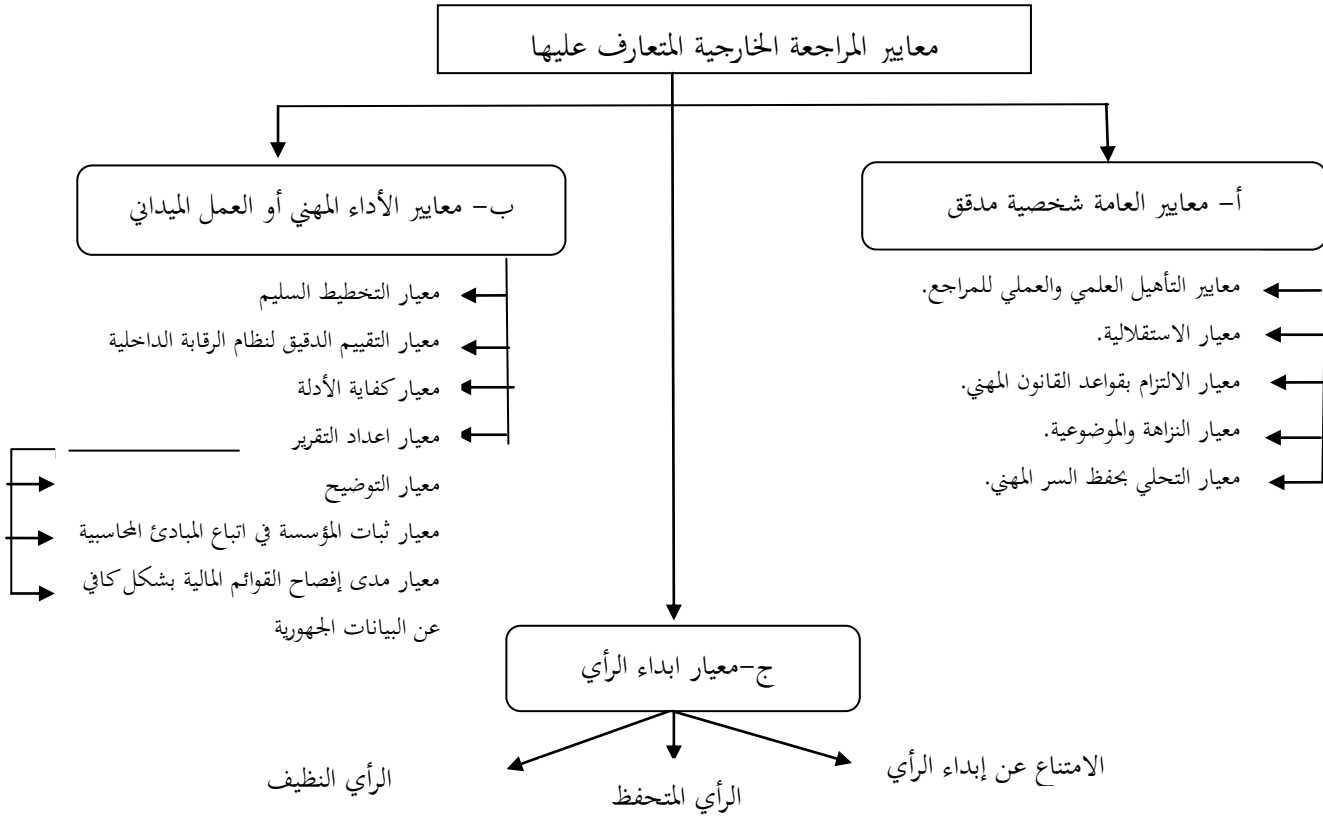 معايير المراجعة الخارجية المتعارف عليها
أ– معايير العامة شخصية مدقق
معايير التأهيل العلمي والعملي للمراجع.
معيار الاستقلالية.
معيار الالتزام بقواعد القانون المهني.
معيار النزاهة والموضوعية.
معيار التحلي بحفظ السر المهني.
ب– معايير الأداء المهني أو العمل الميداني
معيار التخطيط السليم
معيار التقييم الدقيق لنظام الرقابة الداخلية
معيار كفاية الأدلة
معيار اعداد التقرير
معيار التوضيح
معيار ثبات المؤسسة في اتباع المبادئ المحاسبية
معيار مدى إفصاح القوائم المالية بشكل كافي
عن البيانات الجهورية
ج–معيار ابداء الرأي
الامتناع عن إبداء الرأي
الرأي المتحفظ
الرأي النظيف